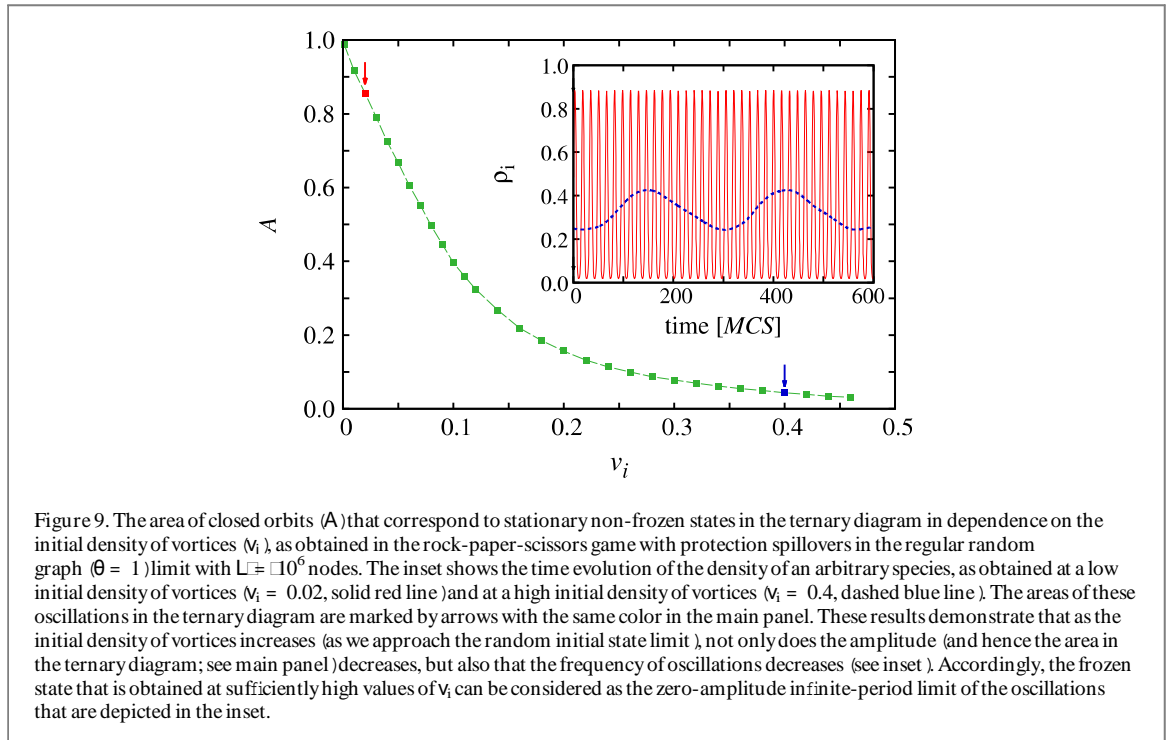 1.0
0.8
0.6
0.4
0.2
0.0
A
0
0.1
0.2
0.3
0.4
0.5
v_i
1.0
0.8
0.6
0.4
0.2
0.0
ρ_i
0
200
400
600
time [MCS]
Figure 9. The area of closed orbits (A) that correspond to stationary non-frozen states in the ternary diagram in dependence on the
initial density of vortices (v_i), as obtained in the rock-paper-scissors game with protection spillovers in the regular random
graph (θ = 1) limit with L□=□10⁶ nodes. The inset shows the time evolution of the density of an arbitrary species, as obtained at a low
initial density of vortices (v_i = 0.02, solid red line) and at a high initial density of vortices (v_i = 0.4, dashed blue line). The areas of these
oscillations in the ternary diagram are marked by arrows with the same color in the main panel. These results demonstrate that as the
initial density of vortices increases (as we approach the random initial state limit), not only does the amplitude (and hence the area in
the ternary diagram; see main panel) decreases, but also that the frequency of oscillations decreases (see inset). Accordingly, the frozen
state that is obtained at sufficiently high values of v_i can be considered as the zero-amplitude infinite-period limit of the oscillations
that are depicted in the inset.